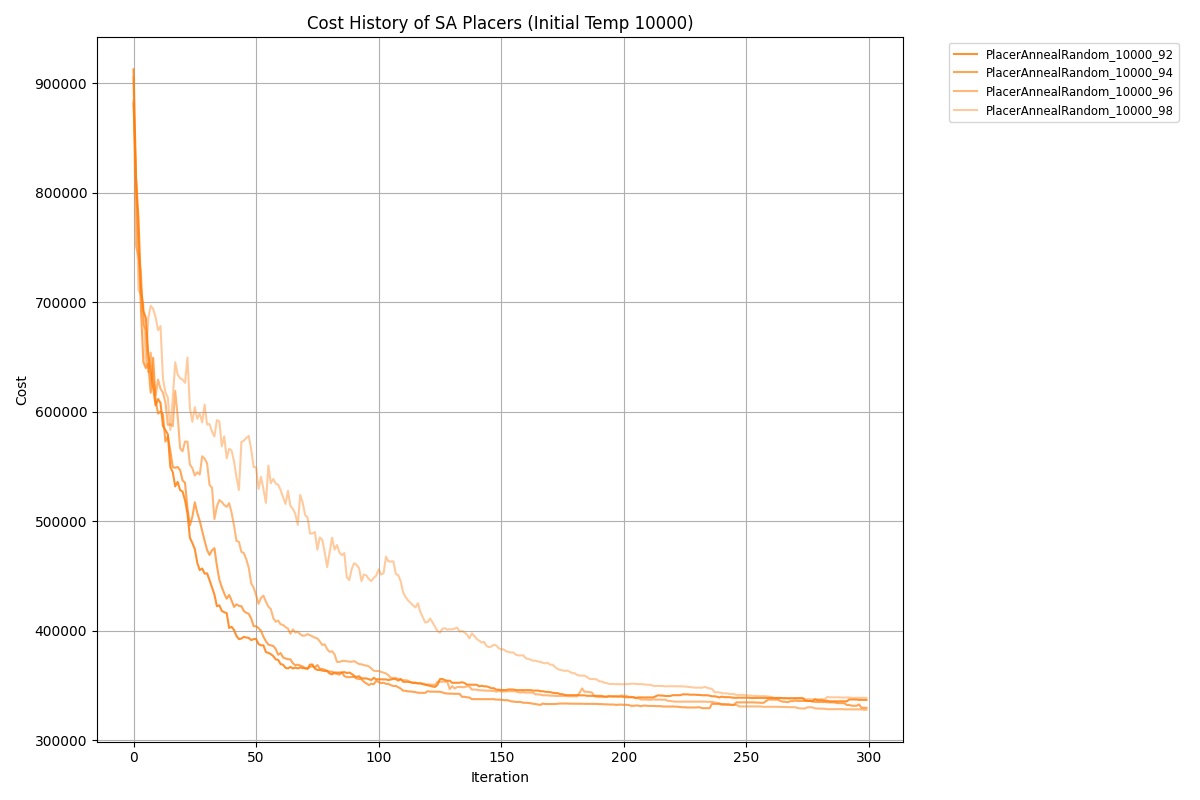 Cost History of SA Placers (Initial Temp 10000)
PlacerAnnealRandom_10000_92
PlacerAnnealRandom_10000_94
PlacerAnnealRandom_10000_96
PlacerAnnealRandom_10000_98
Cost
900000
800000
700000
600000
500000
400000
300000
0 50 100 150 200 250 300
Iteration